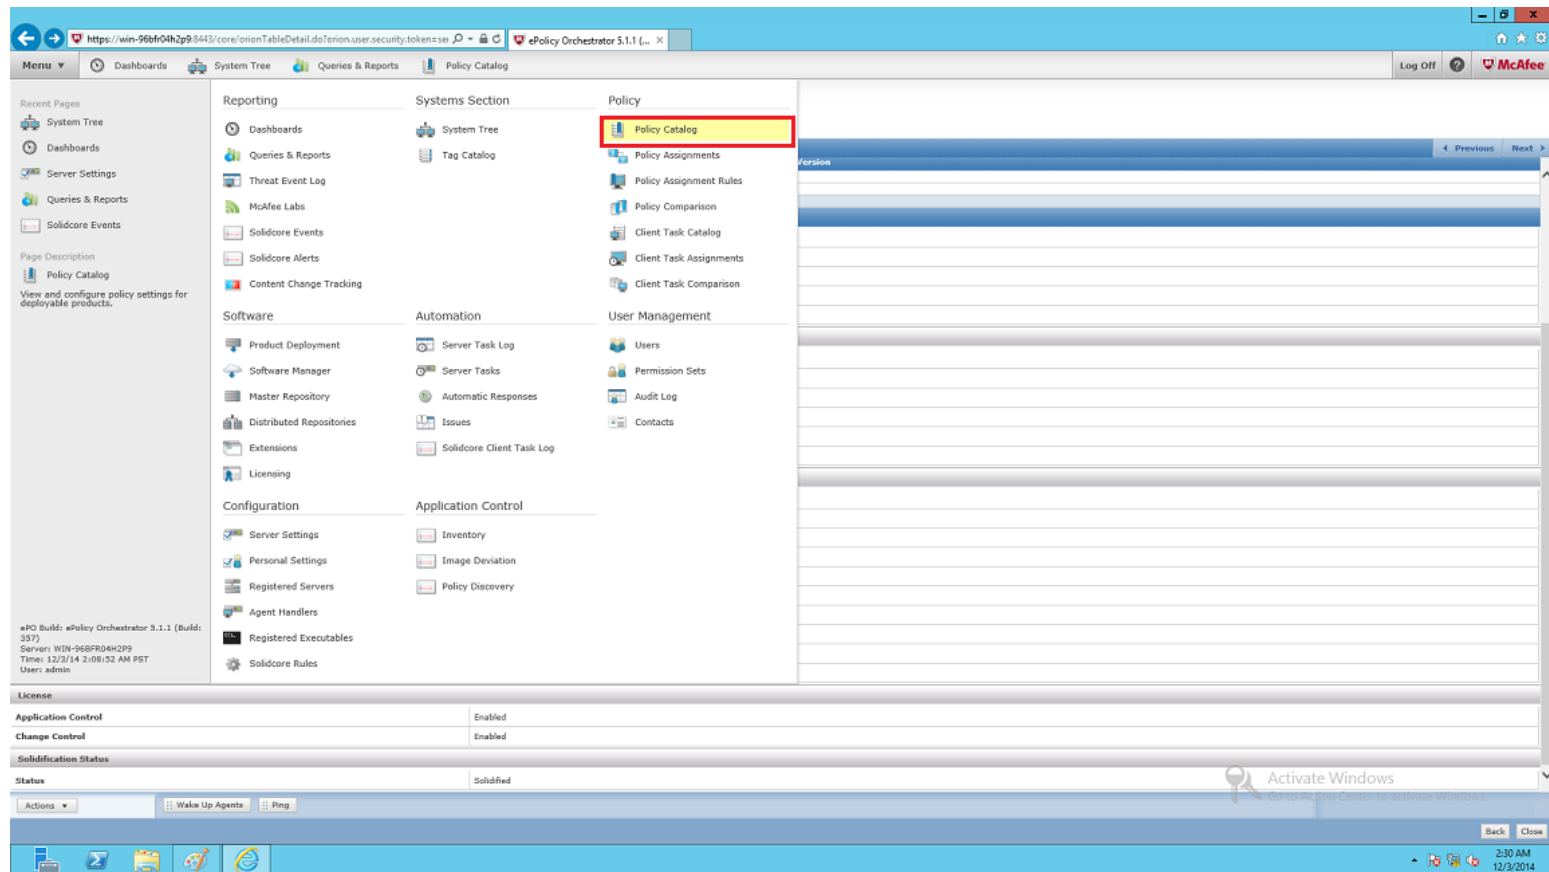 https://win-96bfr04h2p9:8443/core/orionTableDetail.do?orion.user.security.token=se
ePolicy Orchestrator 5.1.1 (...
Menu
Dashboards
System Tree
Queries & Reports
Policy Catalog
Log Off
McAfee
Recent Pages
System Tree
Dashboards
Server Settings
Queries & Reports
Solidcore Events
Page Description
Policy Catalog
View and configure policy settings for
deployable products.
ePO Build: ePolicy Orchestrator 5.1.1 (Build:
357)
Server: WIN-96BFR04H2P9
Time: 12/3/14 2:08:52 AM PST
User: admin
Reporting
Dashboards
Queries & Reports
Threat Event Log
McAfee Labs
Solidcore Events
Solidcore Alerts
Content Change Tracking
Systems Section
System Tree
Tag Catalog
Policy
Policy Catalog
Policy Assignments
Policy Assignment Rules
Policy Comparison
Client Task Catalog
Client Task Assignments
Client Task Comparison
Software
Product Deployment
Software Manager
Master Repository
Distributed Repositories
Extensions
Licensing
Automation
Server Task Log
Server Tasks
Automatic Responses
Issues
Solidcore Client Task Log
User Management
Users
Permission Sets
Audit Log
Contacts
Configuration
Server Settings
Personal Settings
Registered Servers
Agent Handlers
Registered Executables
Solidcore Rules
Application Control
Inventory
Image Deviation
Policy Discovery
Previous
Next
Version
License
Application Control
Enabled
Change Control
Enabled
Solidification Status
Status
Solidified
Activate Windows
Go to Action Center to activate Windows.
Actions
Wake Up Agents
Ping
Back
Close
2:30 AM
12/3/2014